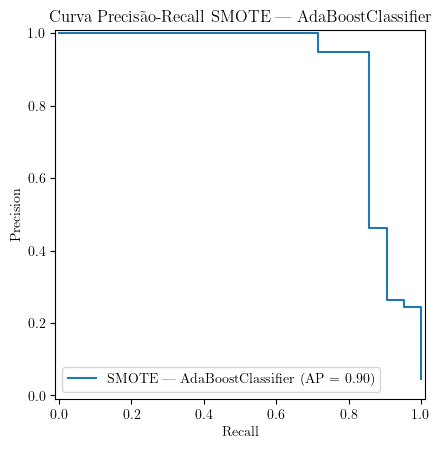 Curva Precisão-Recall SMOTE — AdaBoostClassifier
1.0
0.8
0.6
0.4
0.2
0.0
Precision
SMOTE — AdaBoostClassifier (AP = 0.90)
0.0 0.2 0.4 0.6 0.8 1.0
Recall